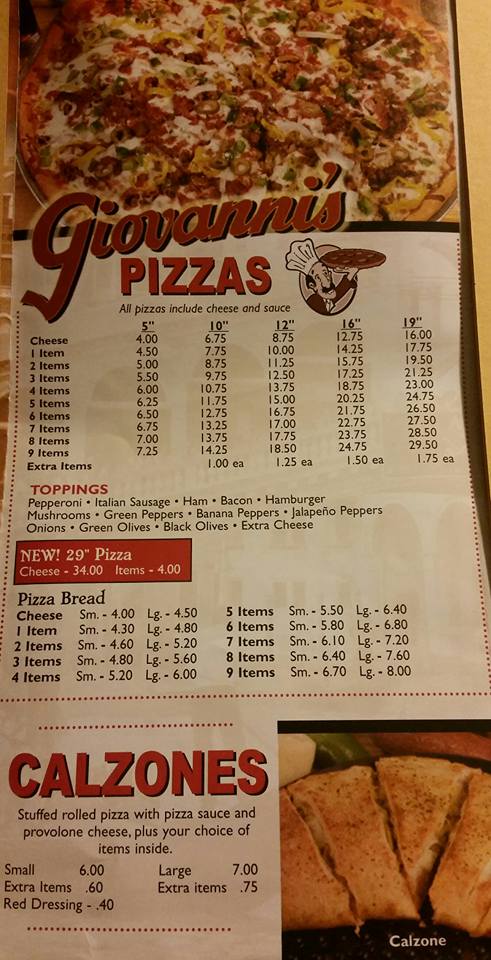 Giovanni's
PIZZAS
All pizzas include cheese and sauce
5" 10" 12" 16" 19"
Cheese 4.00 6.75 8.75 12.75 16.00
1 Item 4.50 7.75 10.00 14.25 17.75
2 Items 5.00 8.75 11.25 15.75 19.50
3 Items 5.50 9.75 12.50 17.25 21.25
4 Items 6.00 10.75 13.75 18.75 23.00
5 Items 6.25 11.75 15.00 20.25 24.75
6 Items 6.50 12.75 16.75 21.75 26.50
7 Items 6.75 13.25 17.00 22.75 27.50
8 Items 7.00 13.75 17.75 23.75 28.50
9 Items 7.25 14.25 18.50 24.75 29.50
Extra Items 1.00 ea 1.25 ea 1.50 ea 1.75 ea
TOPPINGS
Pepperoni • Italian Sausage • Ham • Bacon • Hamburger
Mushrooms • Green Peppers • Banana Peppers • Jalapeño Peppers
Onions • Green Olives • Black Olives • Extra Cheese
NEW! 29" Pizza
Cheese - 34.00 Items - 4.00
Pizza Bread
Cheese Sm. - 4.00 Lg. - 4.50
1 Item Sm. - 4.30 Lg. - 4.80
2 Items Sm. - 4.60 Lg. - 5.20
3 Items Sm. - 4.80 Lg. - 5.60
4 Items Sm. - 5.20 Lg. - 6.00
5 Items Sm. - 5.50 Lg. - 6.40
6 Items Sm. - 5.80 Lg. - 6.80
7 Items Sm. - 6.10 Lg. - 7.20
8 Items Sm. - 6.40 Lg. - 7.60
9 Items Sm. - 6.70 Lg. - 8.00
CALZONES
Stuffed rolled pizza with pizza sauce and
provolone cheese, plus your choice of
items inside.
Small 6.00 Large 7.00
Extra Items .60 Extra items .75
Red Dressing - .40
Calzone